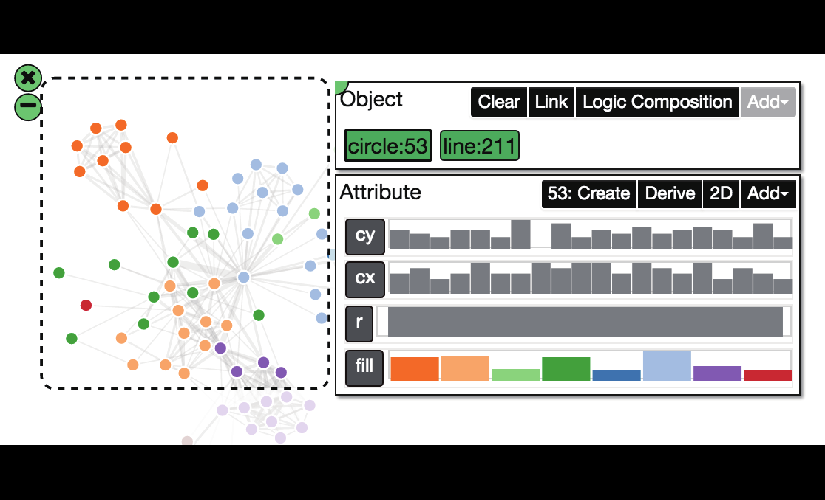 Object Clear Link Logic Composition Add
circle:53 line:211
Attribute 53: Create Derive 2D Add
cy
cx
r
fill